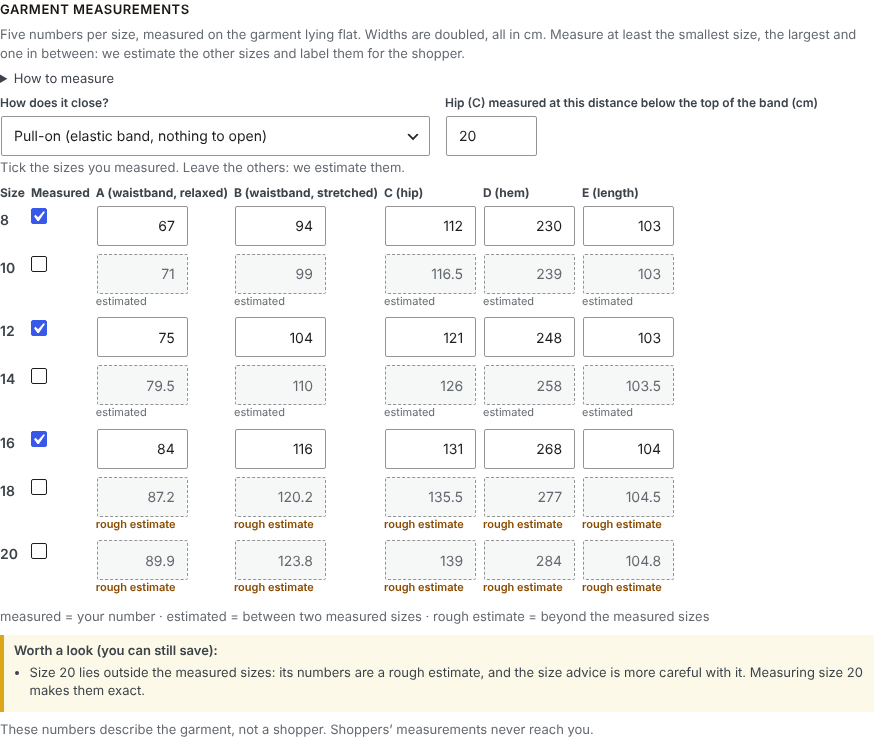 GARMENT MEASUREMENTS
Five numbers per size, measured on the garment lying flat. Widths are doubled, all in cm. Measure at least the smallest size, the largest and
one in between: we estimate the other sizes and label them for the shopper.
How to measure
How does it close? Hip (C) measured at this distance below the top of the band (cm)
Pull-on (elastic band, nothing to open) 20
Tick the sizes you measured. Leave the others: we estimate them.
Size Measured A (waistband, relaxed) B (waistband, stretched) C (hip) D (hem) E (length)
8 67 94 112 230 103
10 71 99 116.5 239 103
estimated estimated estimated estimated estimated
12 75 104 121 248 103
14 79.5 110 126 258 103.5
estimated estimated estimated estimated estimated
16 84 116 131 268 104
18 87.2 120.2 135.5 277 104.5
rough estimate rough estimate rough estimate rough estimate rough estimate
20 89.9 123.8 139 284 104.8
rough estimate rough estimate rough estimate rough estimate rough estimate
measured = your number · estimated = between two measured sizes · rough estimate = beyond the measured sizes
Worth a look (you can still save):
• Size 20 lies outside the measured sizes: its numbers are a rough estimate, and the size advice is more careful with it. Measuring size 20
makes them exact.
These numbers describe the garment, not a shopper. Shoppers’ measurements never reach you.